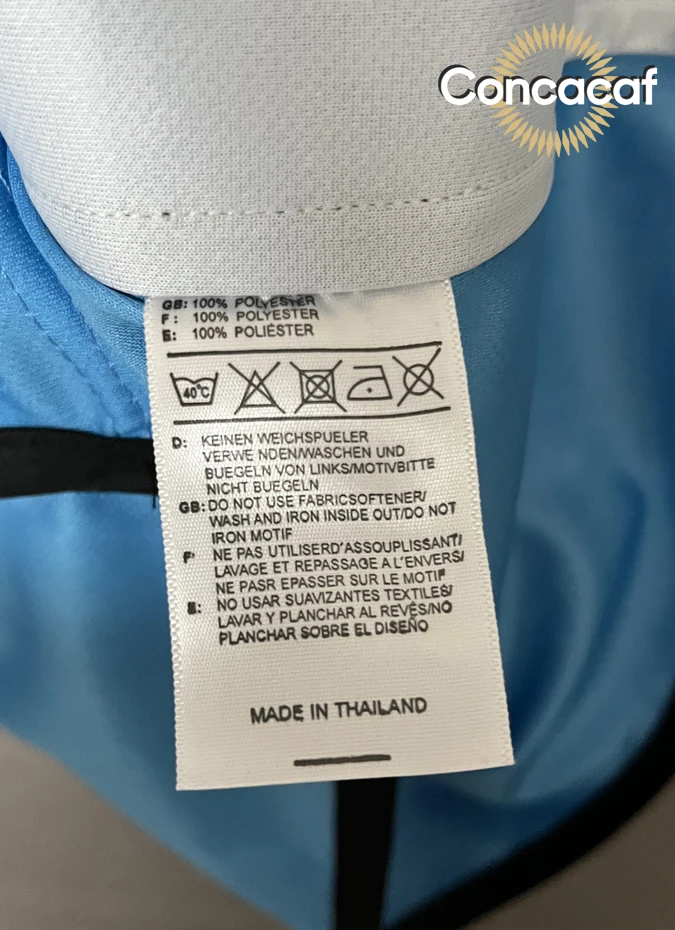 Concacaf
GB: 100% POLYESTER
F: 100% POLYESTER
E: 100% POLIÉSTER
40°C
D: KEINEN WEICHSPUELER
VERWE NDEN/WASCHEN UND
BUEGELN VON LINKS/MOTIVBITTE
NICHT BUEGELN
GB: DO NOT USE FABRICSOFTENER/
WASH AND IRON INSIDE OUT/DO NOT
IRON MOTIF
F: NE PAS UTILISERD'ASSOUPLISSANT/
LAVAGE ET REPASSAGE A L'ENVERS/
NE PASR EPASSER SUR LE MOTIF
E: NO USAR SUAVIZANTES TEXTILES/
LAVAR Y PLANCHAR AL REVÉS/NO
PLANCHAR SOBRE EL DISEÑO
MADE IN THAILAND